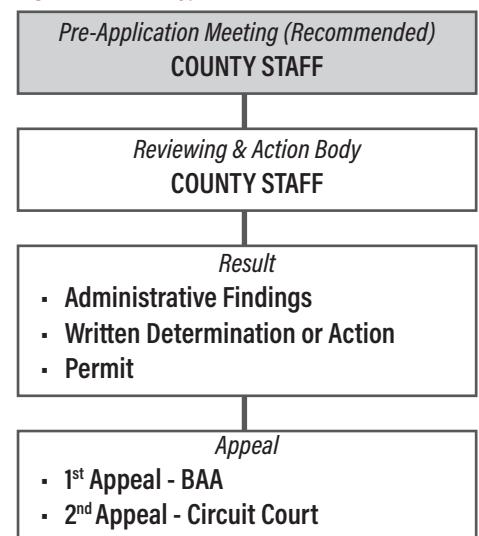 Pre-Application Meeting (Recommended)
COUNTY STAFF
Reviewing & Action Body
COUNTY STAFF
Result
▪ Administrative Findings
▪ Written Determination or Action
▪ Permit
Appeal
▪ 1st Appeal - BAA
▪ 2nd Appeal - Circuit Court